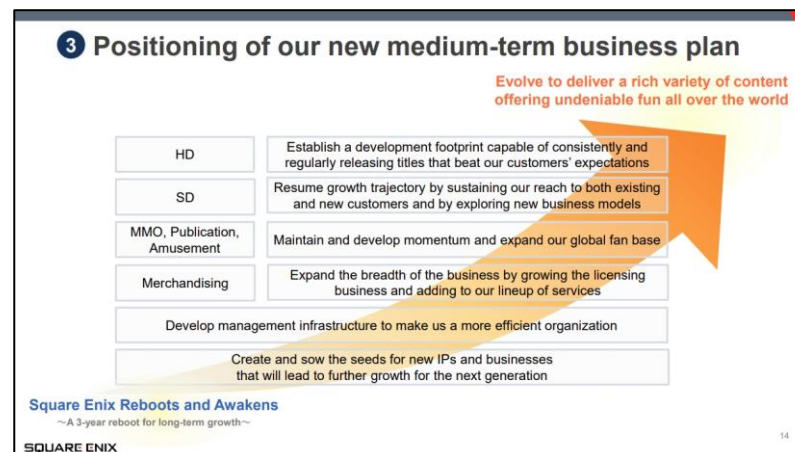 3 Positioning of our new medium-term business plan
Evolve to deliver a rich variety of content
offering undeniable fun all over the world
HD
Establish a development footprint capable of consistently and
regularly releasing titles that beat our customers' expectations
SD
Resume growth trajectory by sustaining our reach to both existing
and new customers and by exploring new business models
MMO, Publication,
Amusement
Maintain and develop momentum and expand our global fan base
Merchandising
Expand the breadth of the business by growing the licensing
business and adding to our lineup of services
Develop management infrastructure to make us a more efficient organization
Create and sow the seeds for new IPs and businesses
that will lead to further growth for the next generation
Square Enix Reboots and Awakens
～A 3-year reboot for long-term growth～
SQUARE ENIX
14